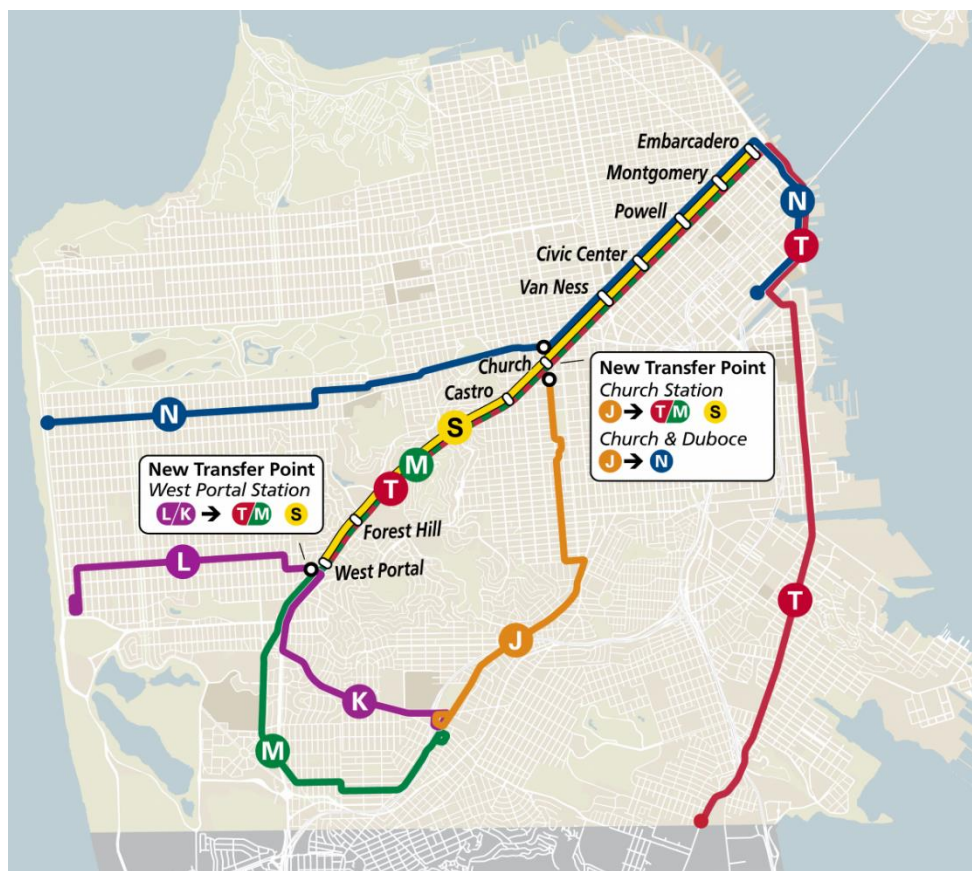 Embarcadero
Montgomery
N
Powell
T
Civic Center
Van Ness
Church
New Transfer Point
Church Station
J → T/M S
Church & Duboce
J → N
Castro
N
S
M
T
New Transfer Point
West Portal Station
L/K → T/M S
Forest Hill
L
West Portal
T
J
K
M